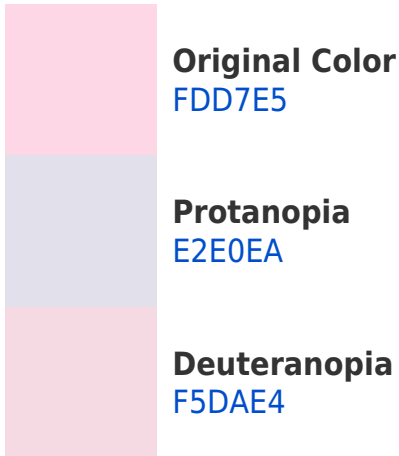 Original Color
FDD7E5
Protanopia
E2E0EA
Deuteranopia
F5DAE4